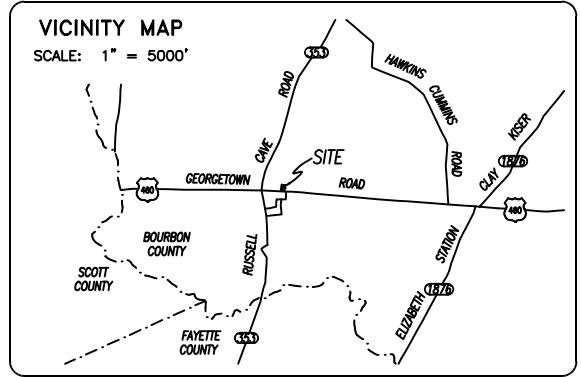 VICINITY MAP
SCALE: 1" = 5000'
353
HAWKINS
CUMMINS
ROAD
CAVE
ROAD
KISER
1876
CLAY
SITE
GEORGETOWN
ROAD
460
460
BOURBON
COUNTY
SCOTT
COUNTY
RUSSELL
STATION
1876
ELIZABETH
FAYETTE
COUNTY
353